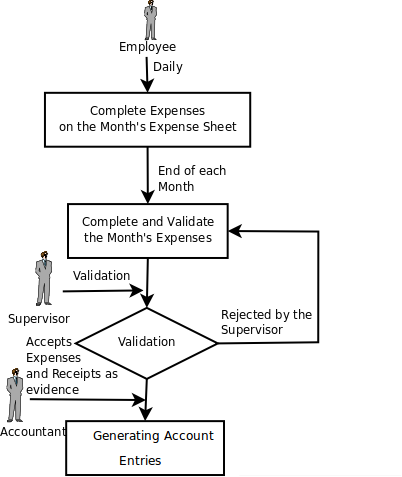 Employee
Daily
Complete Expenses
on the Month's Expense Sheet
End of each
Month
Complete and Validate
the Month's Expenses
Validation
Supervisor
Validation
Rejected by the
Supervisor
Accepts
Expenses
and Receipts as
evidence
Accountant
Generating Account
Entries